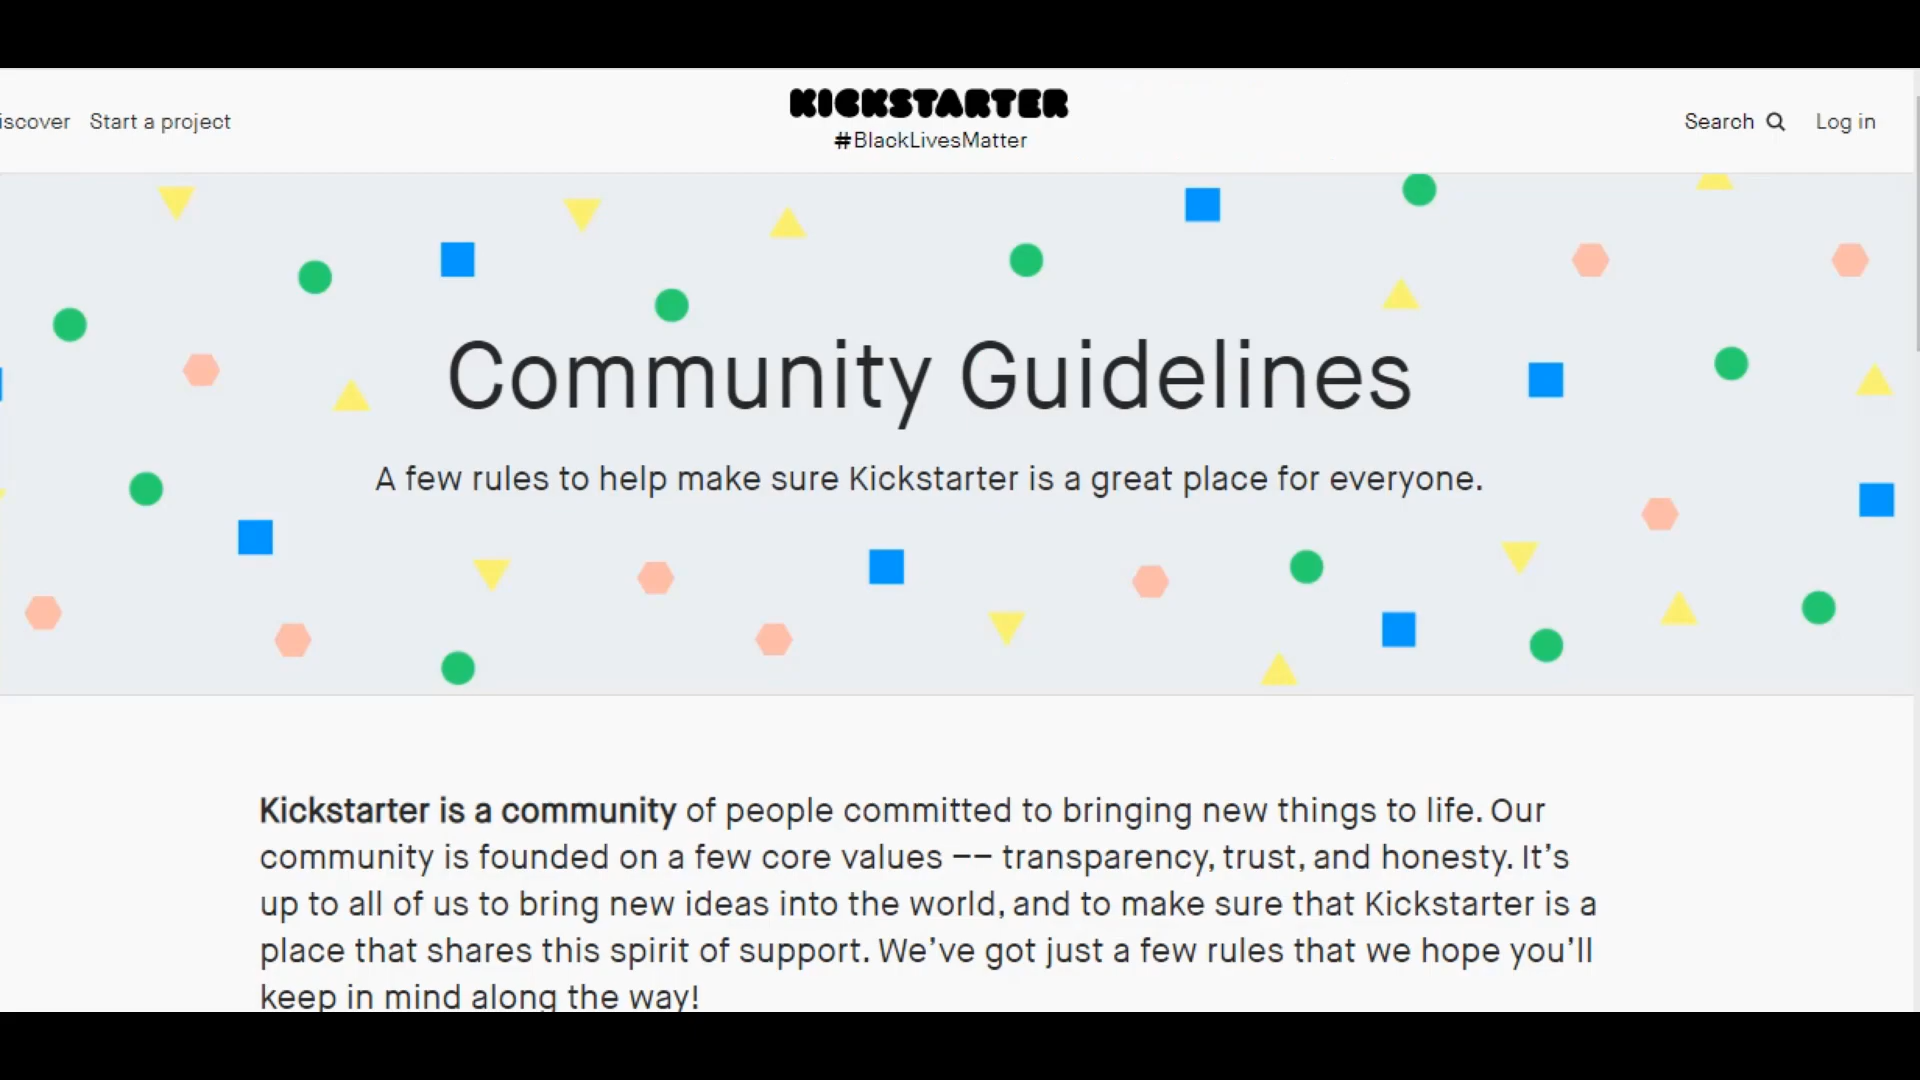 iscover Start a project
KICKSTARTER
#BlackLivesMatter
Search Log in
Community Guidelines
A few rules to help make sure Kickstarter is a great place for everyone.
Kickstarter is a community of people committed to bringing new things to life. Our
community is founded on a few core values –– transparency, trust, and honesty. It’s
up to all of us to bring new ideas into the world, and to make sure that Kickstarter is a
place that shares this spirit of support. We’ve got just a few rules that we hope you’ll
keep in mind along the way!